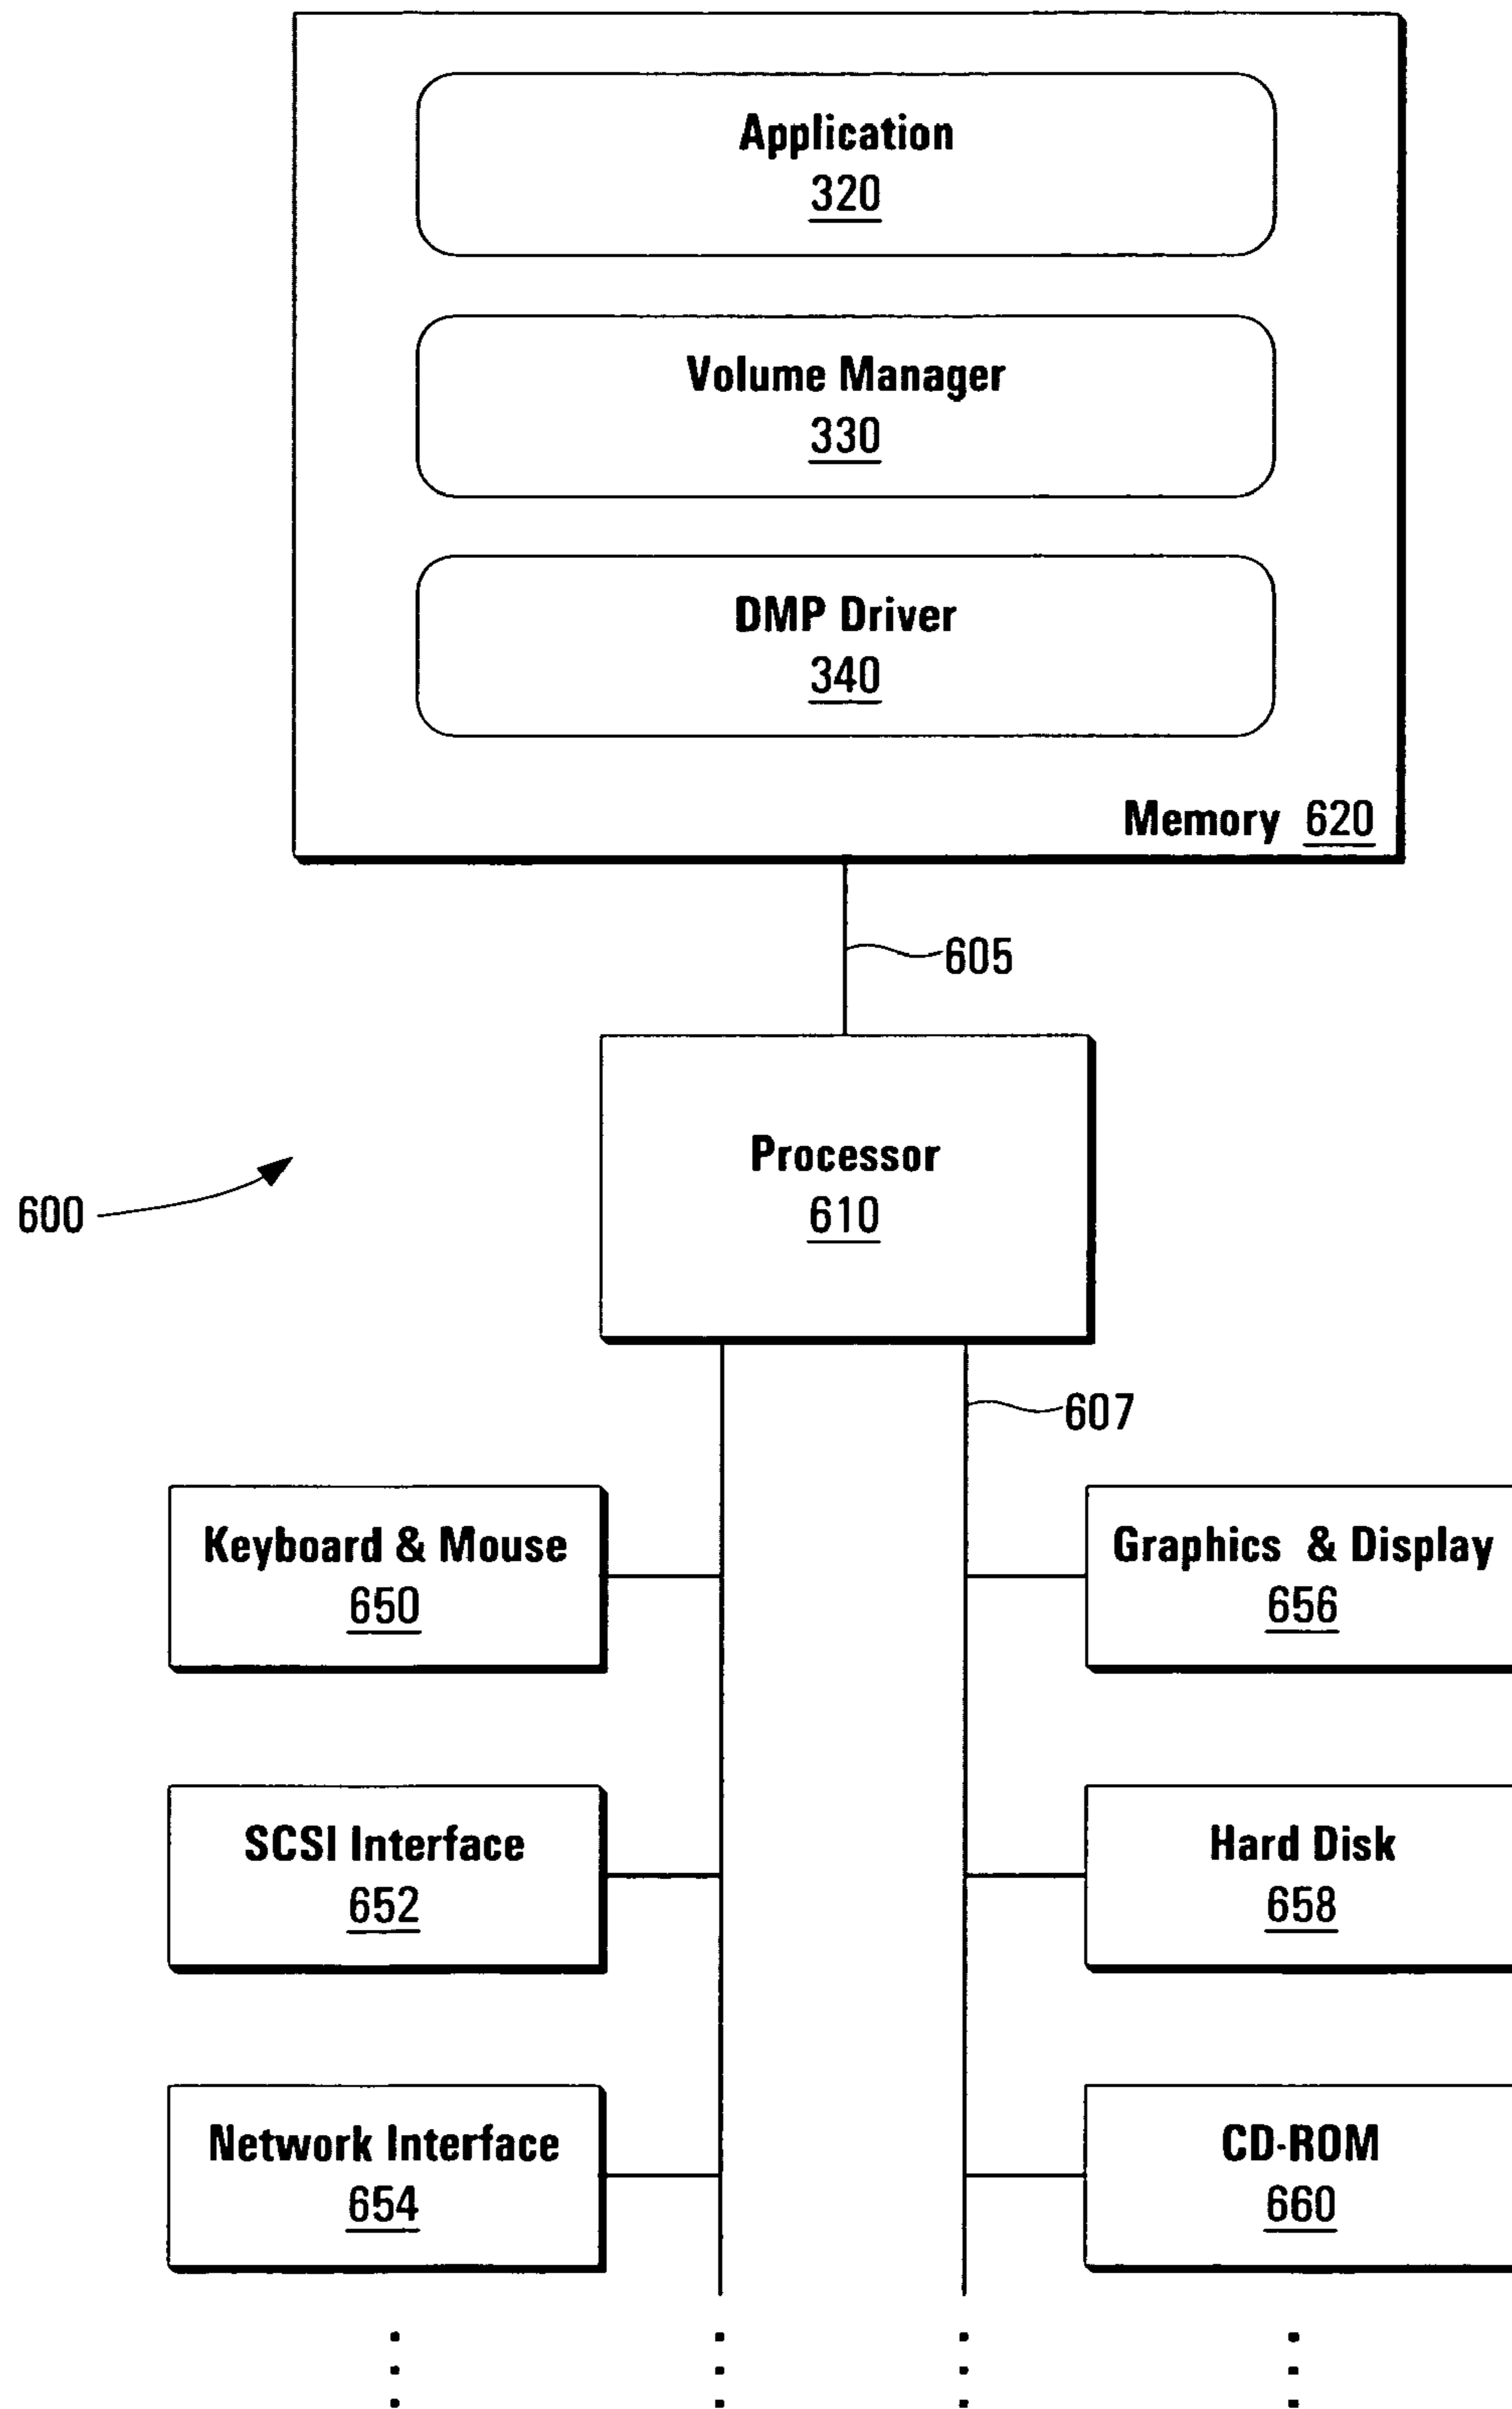 Application
320
Volume Manager
330
DMP Driver
340
Memory 620
605
Processor
610
600
607
Keyboard & Mouse
650
Graphics & Display
656
SCSI Interface
652
Hard Disk
658
Network Interface
654
CD-ROM
660